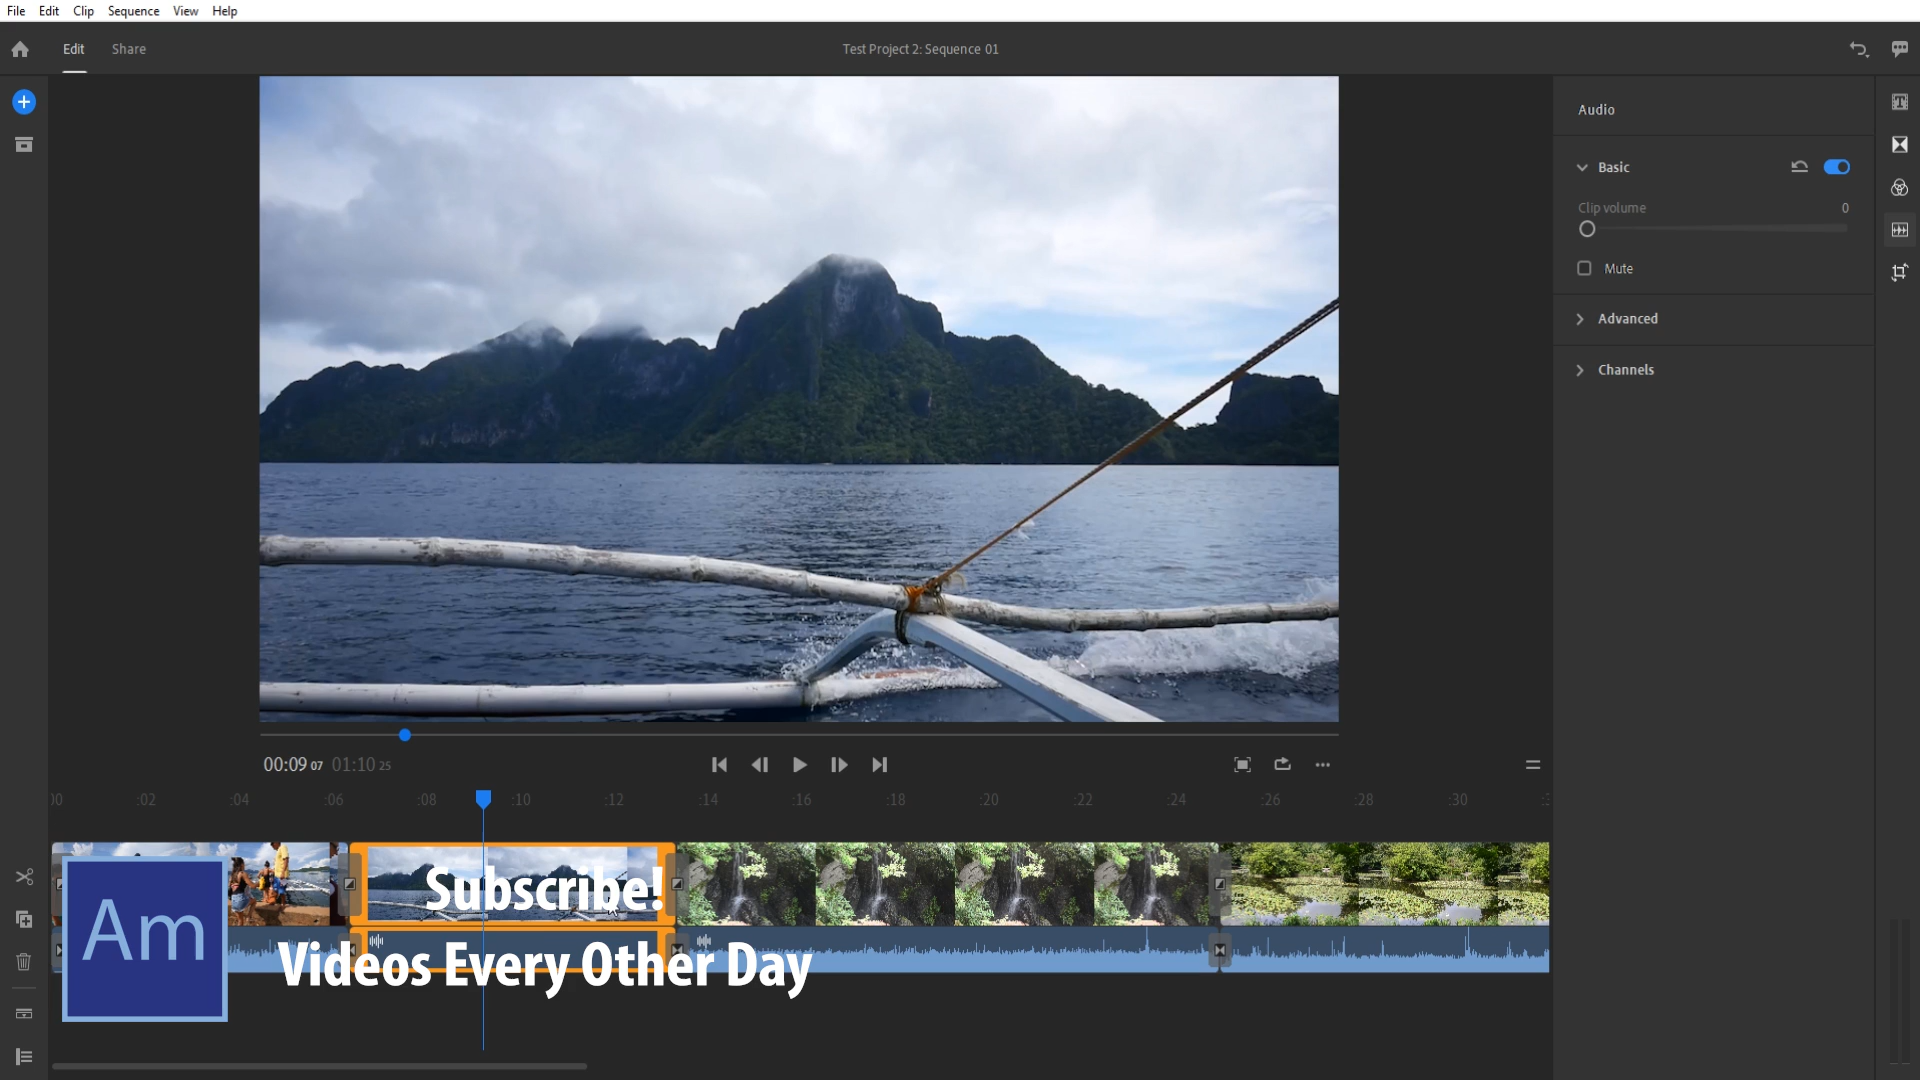 File Edit Clip Sequence View Help
Edit Share Test Project 2: Sequence 01
Audio
Basic
Clip volume 0
Mute
Advanced
Channels
00:09 07 01:10 25
:02 :04 :06 :08 :10 :12 :14 :16 :18 :20 :22 :24 :26 :28 :30
Subscribe!
Am
Videos Every Other Day